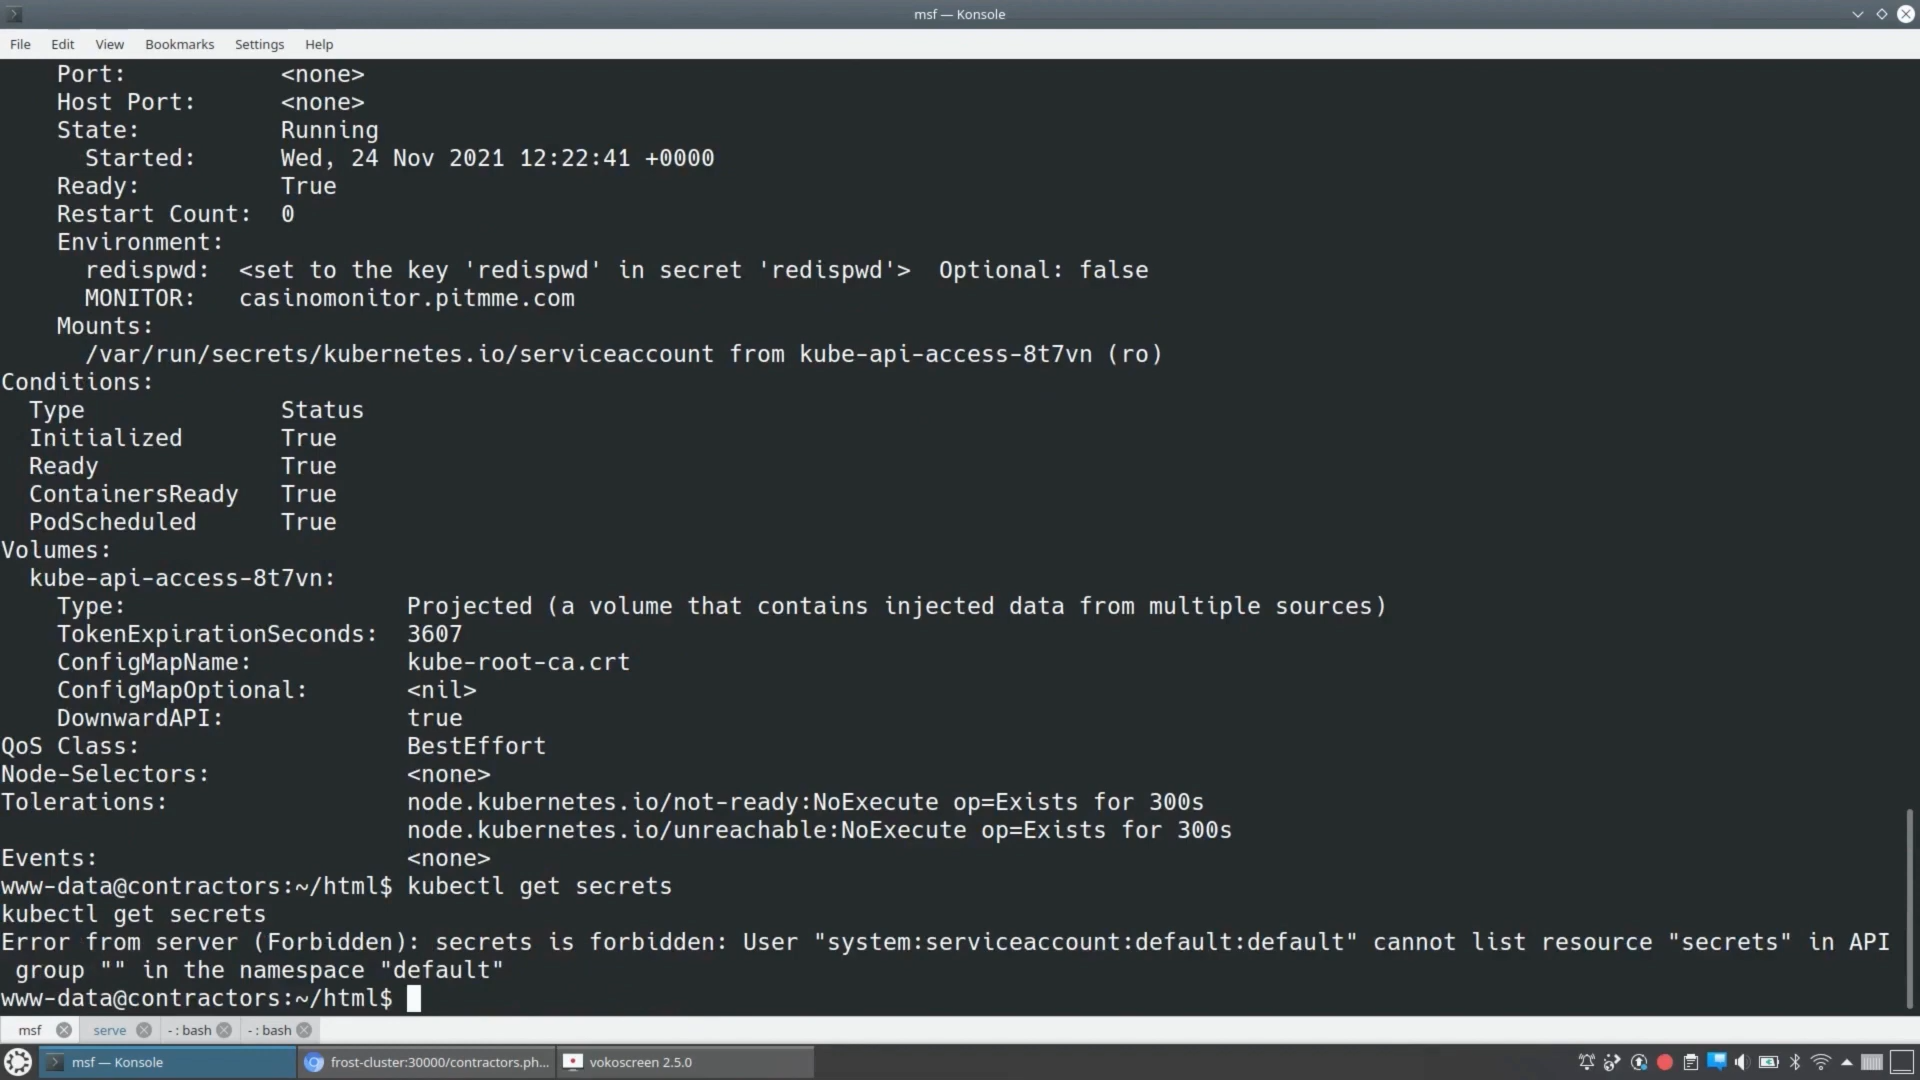 msf — Konsole
File Edit View Bookmarks Settings Help
Port: <none>
Host Port: <none>
State: Running
Started: Wed, 24 Nov 2021 12:22:41 +0000
Ready: True
Restart Count: 0
Environment:
redispwd: <set to the key 'redispwd' in secret 'redispwd'> Optional: false
MONITOR: casinomonitor.pitmme.com
Mounts:
/var/run/secrets/kubernetes.io/serviceaccount from kube-api-access-8t7vn (ro)
Conditions:
Type Status
Initialized True
Ready True
ContainersReady True
PodScheduled True
Volumes:
kube-api-access-8t7vn:
Type: Projected (a volume that contains injected data from multiple sources)
TokenExpirationSeconds: 3607
ConfigMapName: kube-root-ca.crt
ConfigMapOptional: <nil>
DownwardAPI: true
QoS Class: BestEffort
Node-Selectors: <none>
Tolerations: node.kubernetes.io/not-ready:NoExecute op=Exists for 300s
node.kubernetes.io/unreachable:NoExecute op=Exists for 300s
Events: <none>
www-data@contractors:~/html$ kubectl get secrets
kubectl get secrets
Error from server (Forbidden): secrets is forbidden: User "system:serviceaccount:default:default" cannot list resource "secrets" in API
group "" in the namespace "default"
www-data@contractors:~/html$
msf serve - : bash - : bash
msf — Konsole frost-cluster:30000/contractors.ph... vokoscreen 2.5.0